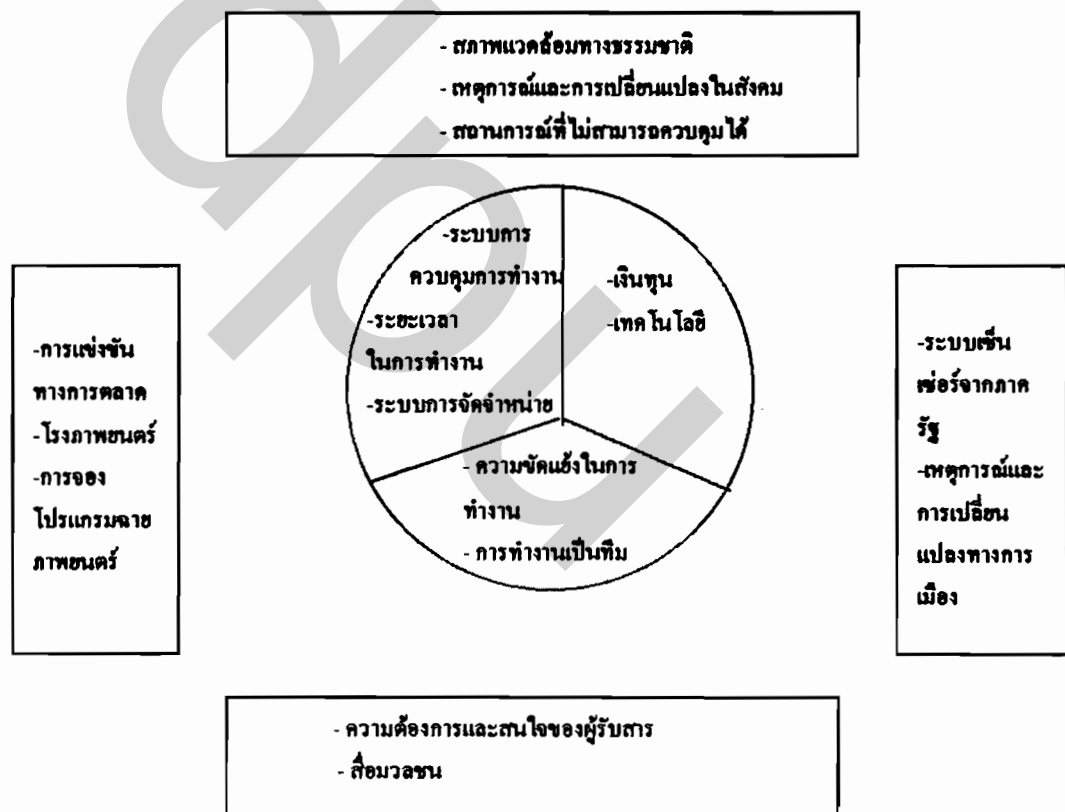 - สภาพแวดล้อมทางธรรมชาติ
- เหตุการณ์และการเปลี่ยนแปลงในสังคม
- สถานการณ์ที่ไม่สามารถควบคุมได้
-ระบบการ
ควบคุมการทำงาน
-ระยะเวลา
ในการทำงาน
-ระบบการจัดจำหน่าย
-เงินทุน
-เทคโนโลยี
- ความขัดแย้งในการ
ทำงาน
- การทำงานเป็นทีม
-การแข่งขัน
ทางการตลาด
-โรงภาพยนตร์
-การจอง
โปรแกรมฉาย
ภาพยนตร์
-ระบบเซ็น
เซ่อร์จากภาค
รัฐ
-เหตุการณ์และ
การเปลี่ยน
แปลงทางการ
เมือง
- ความต้องการและสนใจของผู้รับสาร
- สื่อมวลชน
dpu